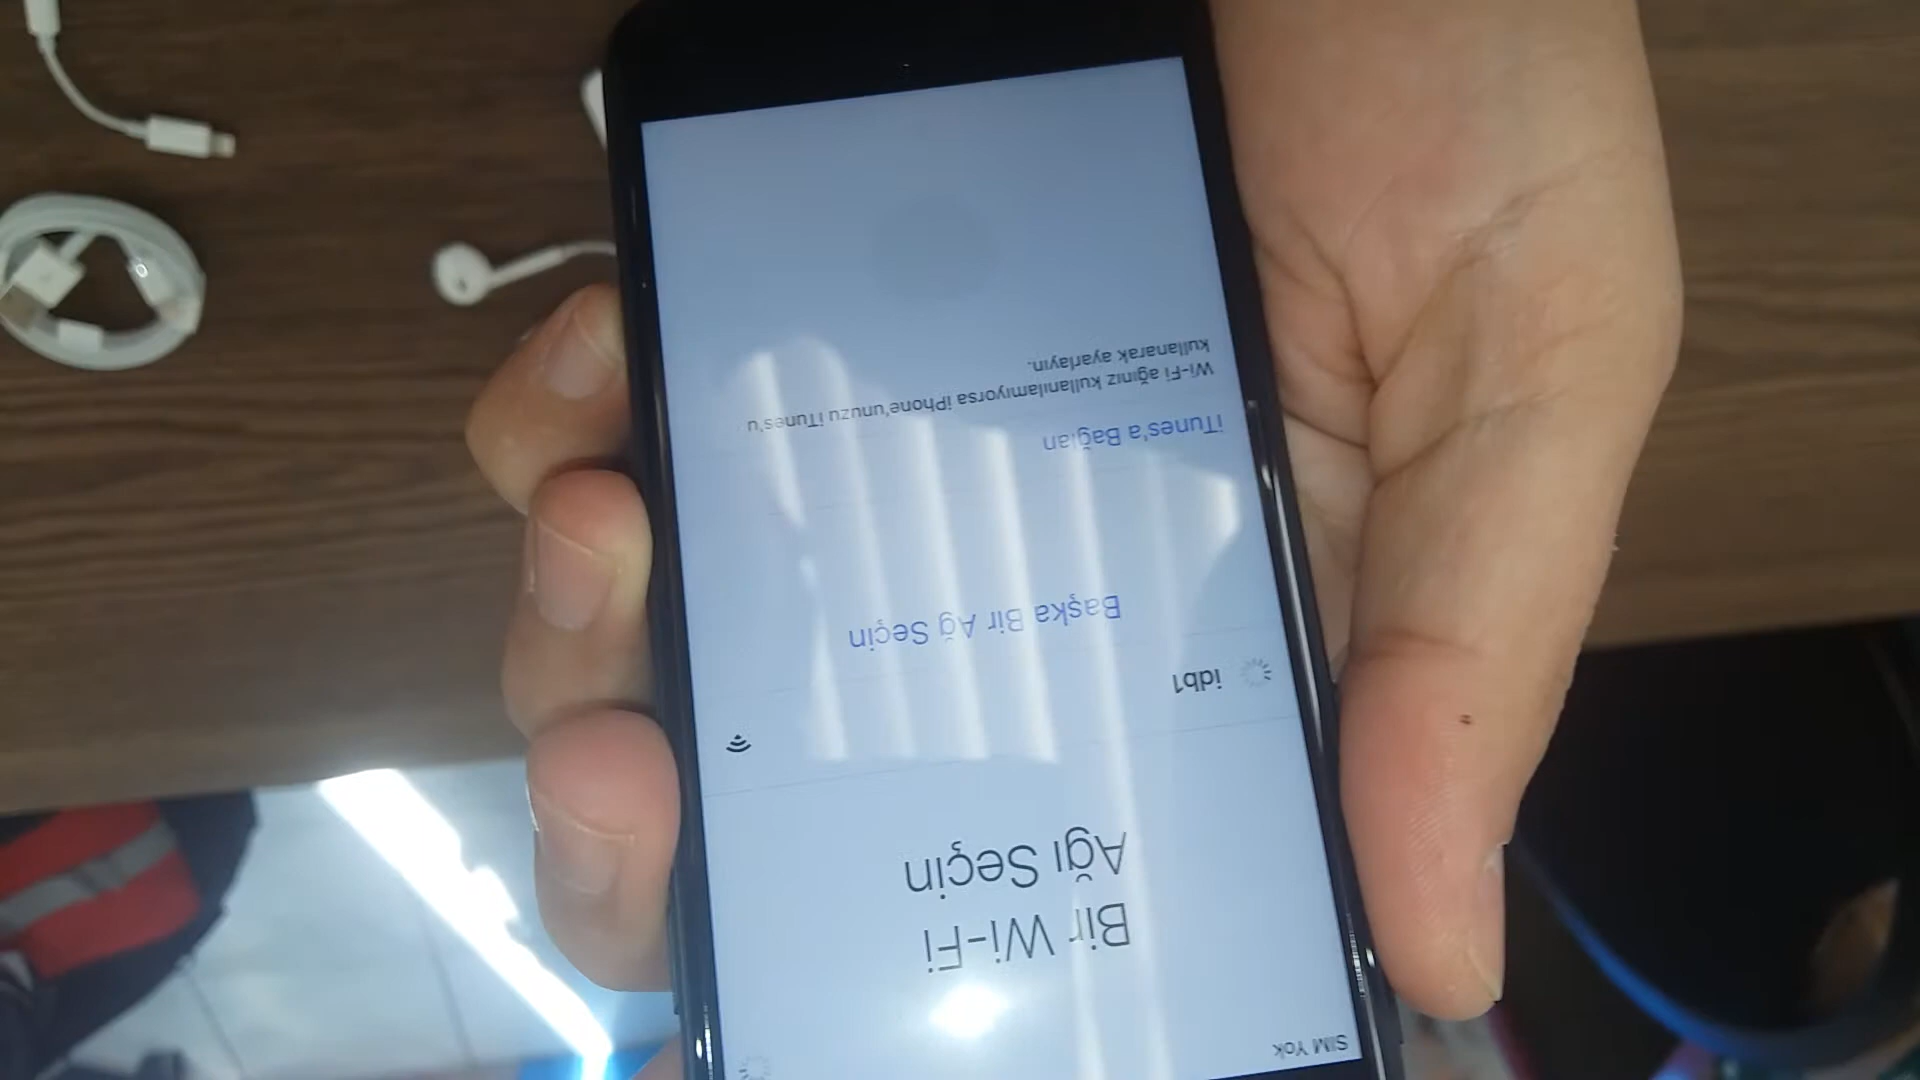 SIM Yok
Bir Wi-Fi
Ağı Seçin
idb1
Başka Bir Ağ Seçin
iTunes'a Bağlan
Wi-Fi ağınız kullanılamıyorsa iPhone'unuzu iTunes'u
kullanarak ayarlayın.